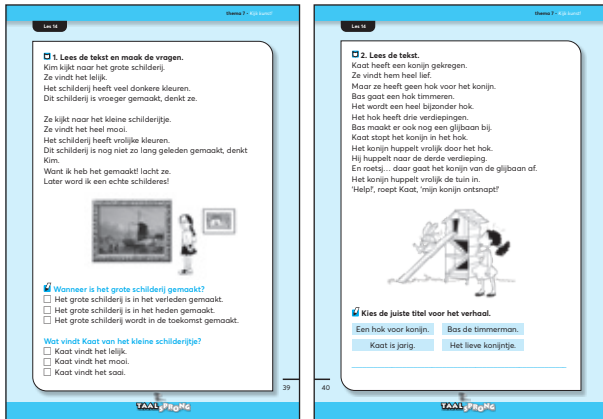 thema 7 - Kijk kunst!
Les 14
1. Lees de tekst en maak de vragen.
Kim kijkt naar het grote schilderij.
Ze vindt het lelijk.
Het schilderij heeft veel donkere kleuren.
Dit schilderij is vroeger gemaakt, denkt ze.
Ze kijkt naar het kleine schilderijtje.
Ze vindt het heel mooi.
Het schilderij heeft vrolijke kleuren.
Dit schilderij is nog niet zo lang geleden gemaakt, denkt
Kim.
Want ik heb het gemaakt! lacht ze.
Later word ik een echte schilderes!
Wanneer is het grote schilderij gemaakt?
Het grote schilderij is in het verleden gemaakt.
Het grote schilderij is in het heden gemaakt.
Het grote schilderij wordt in de toekomst gemaakt.
Wat vindt Kaat van het kleine schilderijtje?
Kaat vindt het lelijk.
Kaat vindt het mooi.
Kaat vindt het saai.
39
TAALSPRONG
thema 7 - Kijk kunst!
Les 14
2. Lees de tekst.
Kaat heeft een konijn gekregen.
Ze vindt hem heel lief.
Maar ze heeft geen hok voor het konijn.
Bas gaat een hok timmeren.
Het wordt een heel bijzonder hok.
Het hok heeft drie verdiepingen.
Bas maakt er ook nog een glijbaan bij.
Kaat stopt het konijn in het hok.
Het konijn huppelt vrolijk door het hok.
Hij huppelt naar de derde verdieping.
En roetsj... daar gaat het konijn van de glijbaan af.
Het konijn huppelt vrolijk de tuin in.
'Help!', roept Kaat, 'mijn konijn ontsnapt!'
Kies de juiste titel voor het verhaal.
Een hok voor konijn.
Bas de timmerman.
Kaat is jarig.
Het lieve konijntje.
40
TAALSPRONG